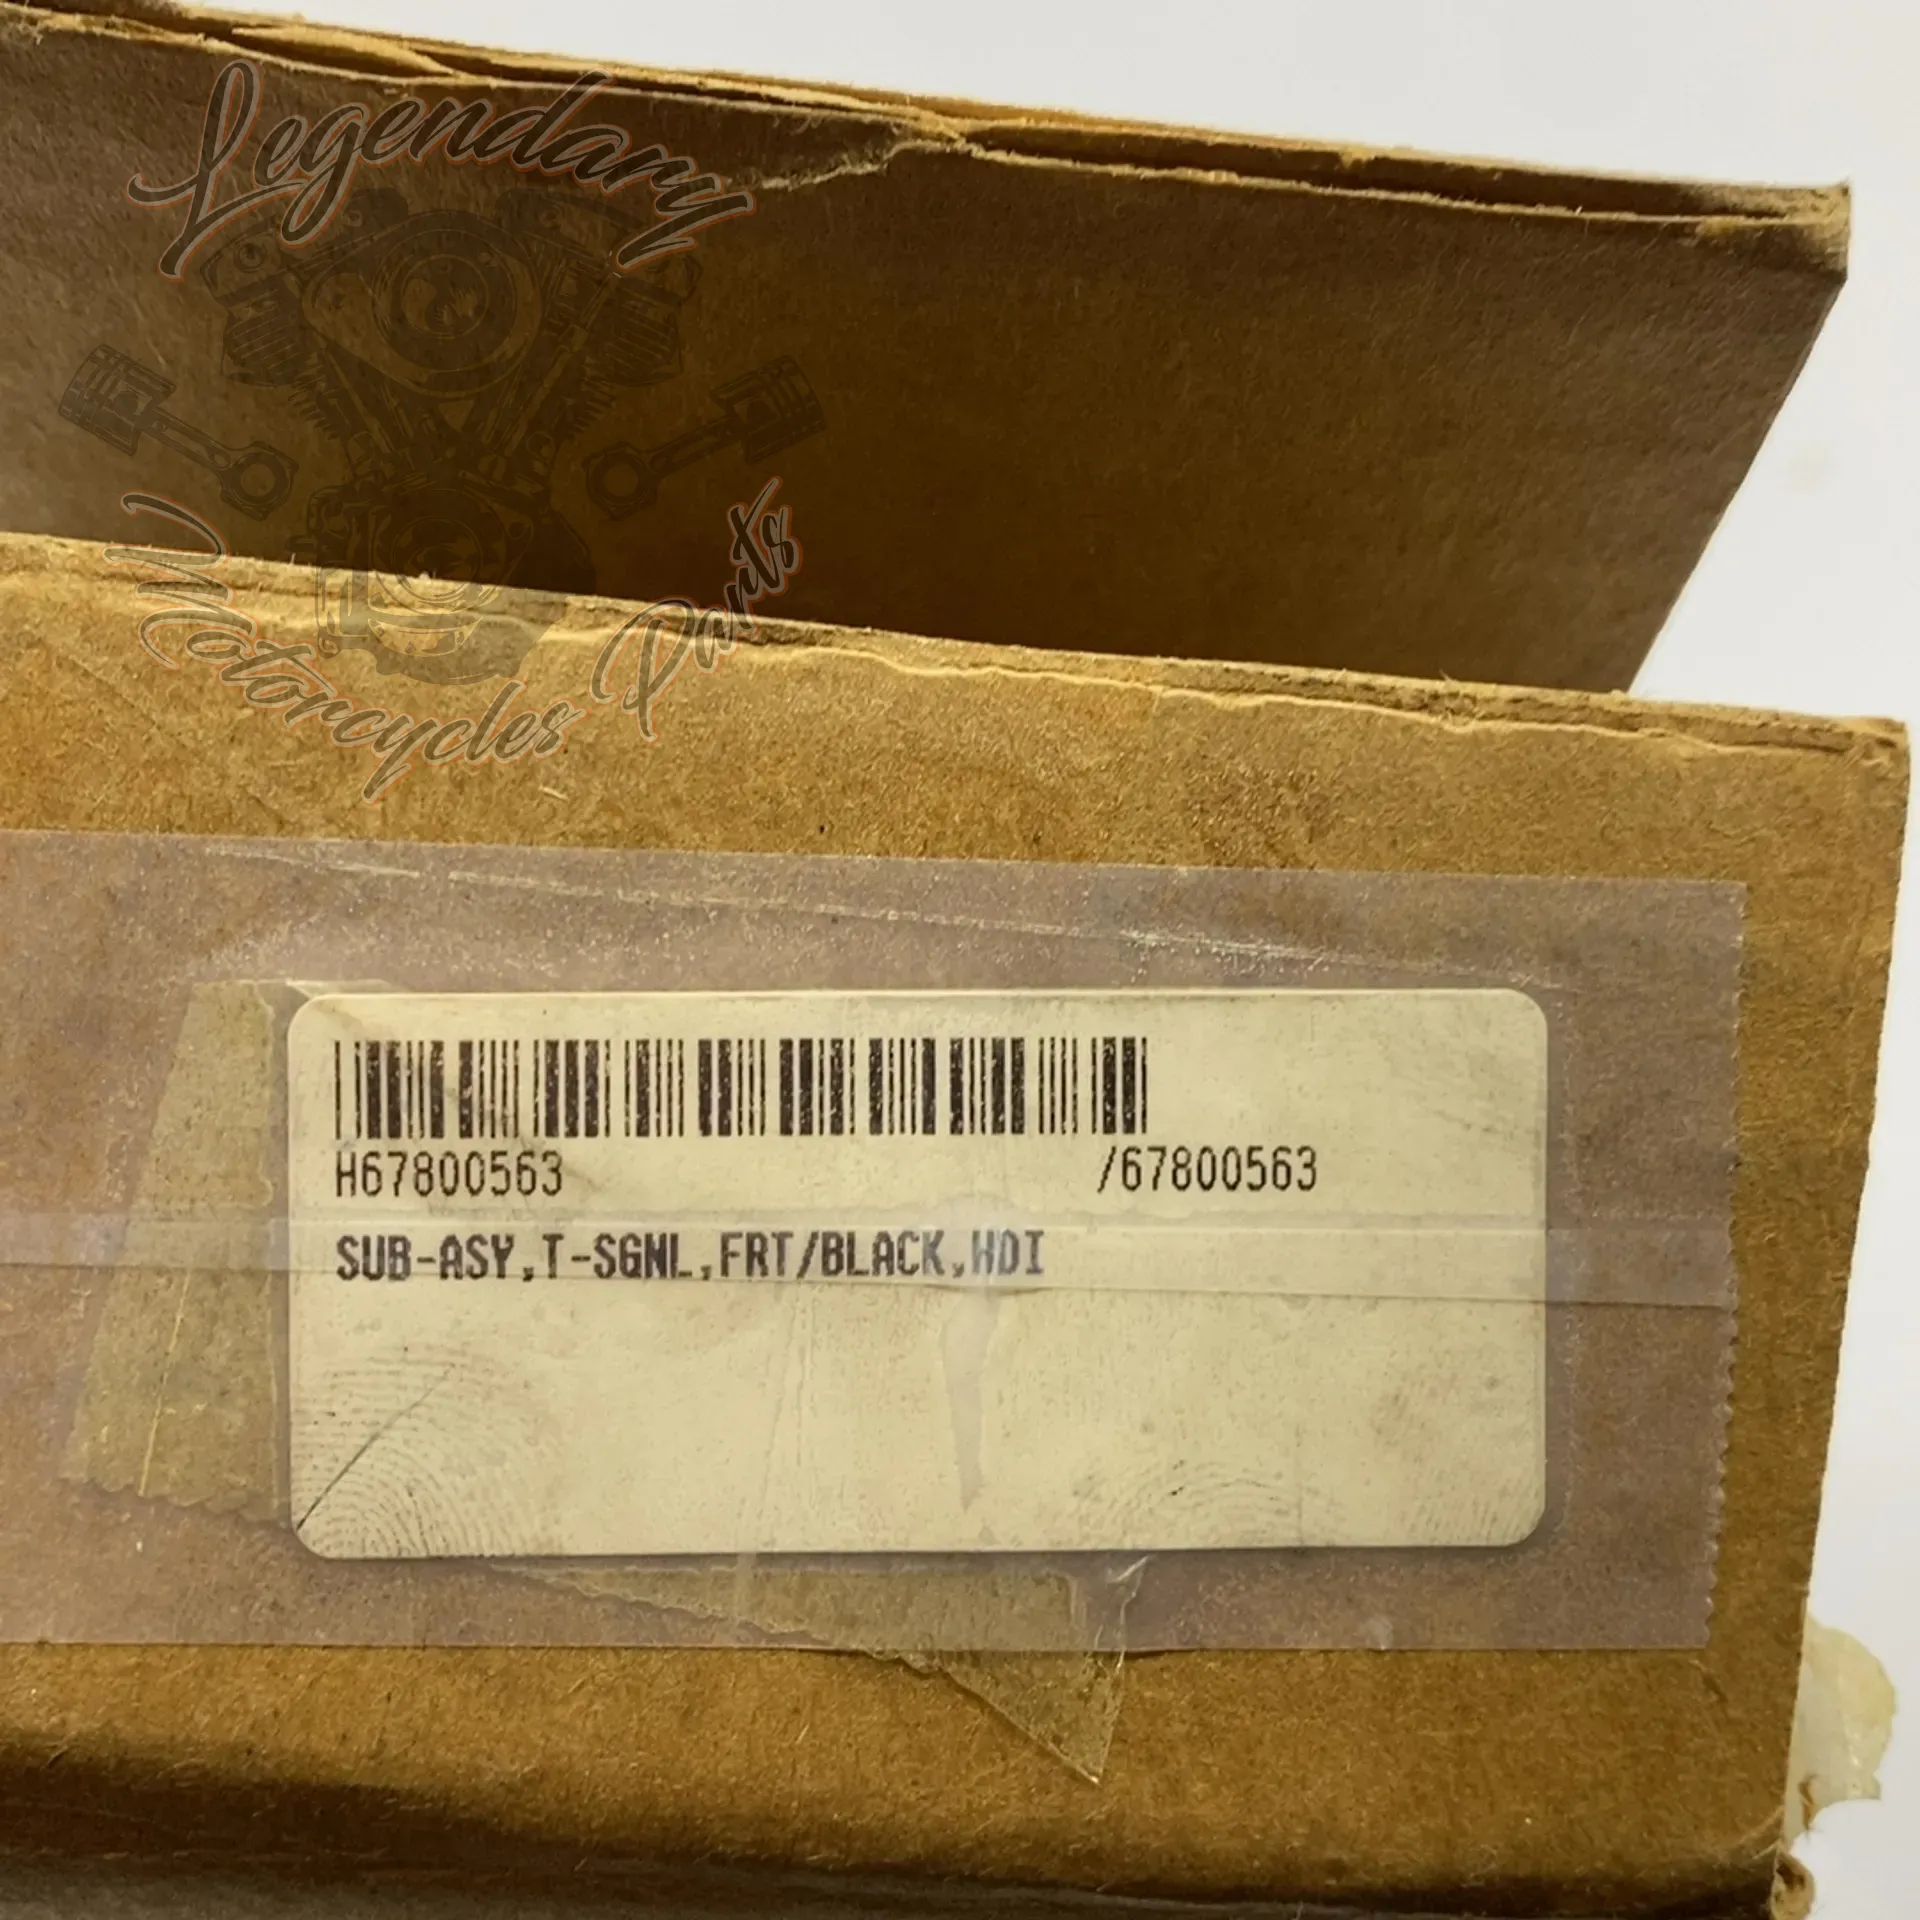 Legendary
Motorcycles Parts
H67800563 /67800563
SUB-ASY,T-SGNL,FRT/BLACK,HDI